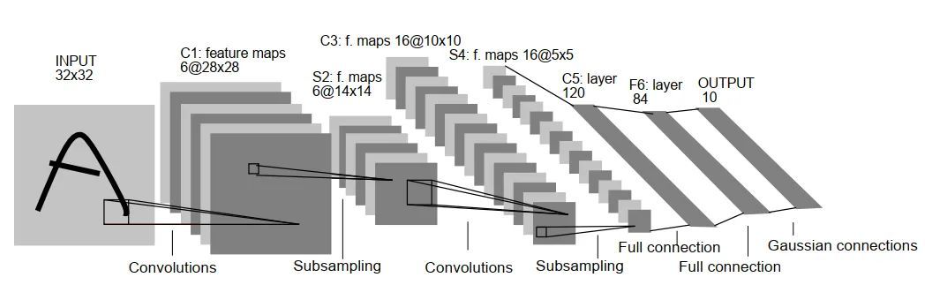 INPUT
32x32
C1: feature maps
6@28x28
S2: f. maps
6@14x14
C3: f. maps 16@10x10
S4: f. maps 16@5x5
C5: layer
120
F6: layer
84
OUTPUT
10
Convolutions
Subsampling
Convolutions
Subsampling
Full connection
Full connection
Gaussian connections